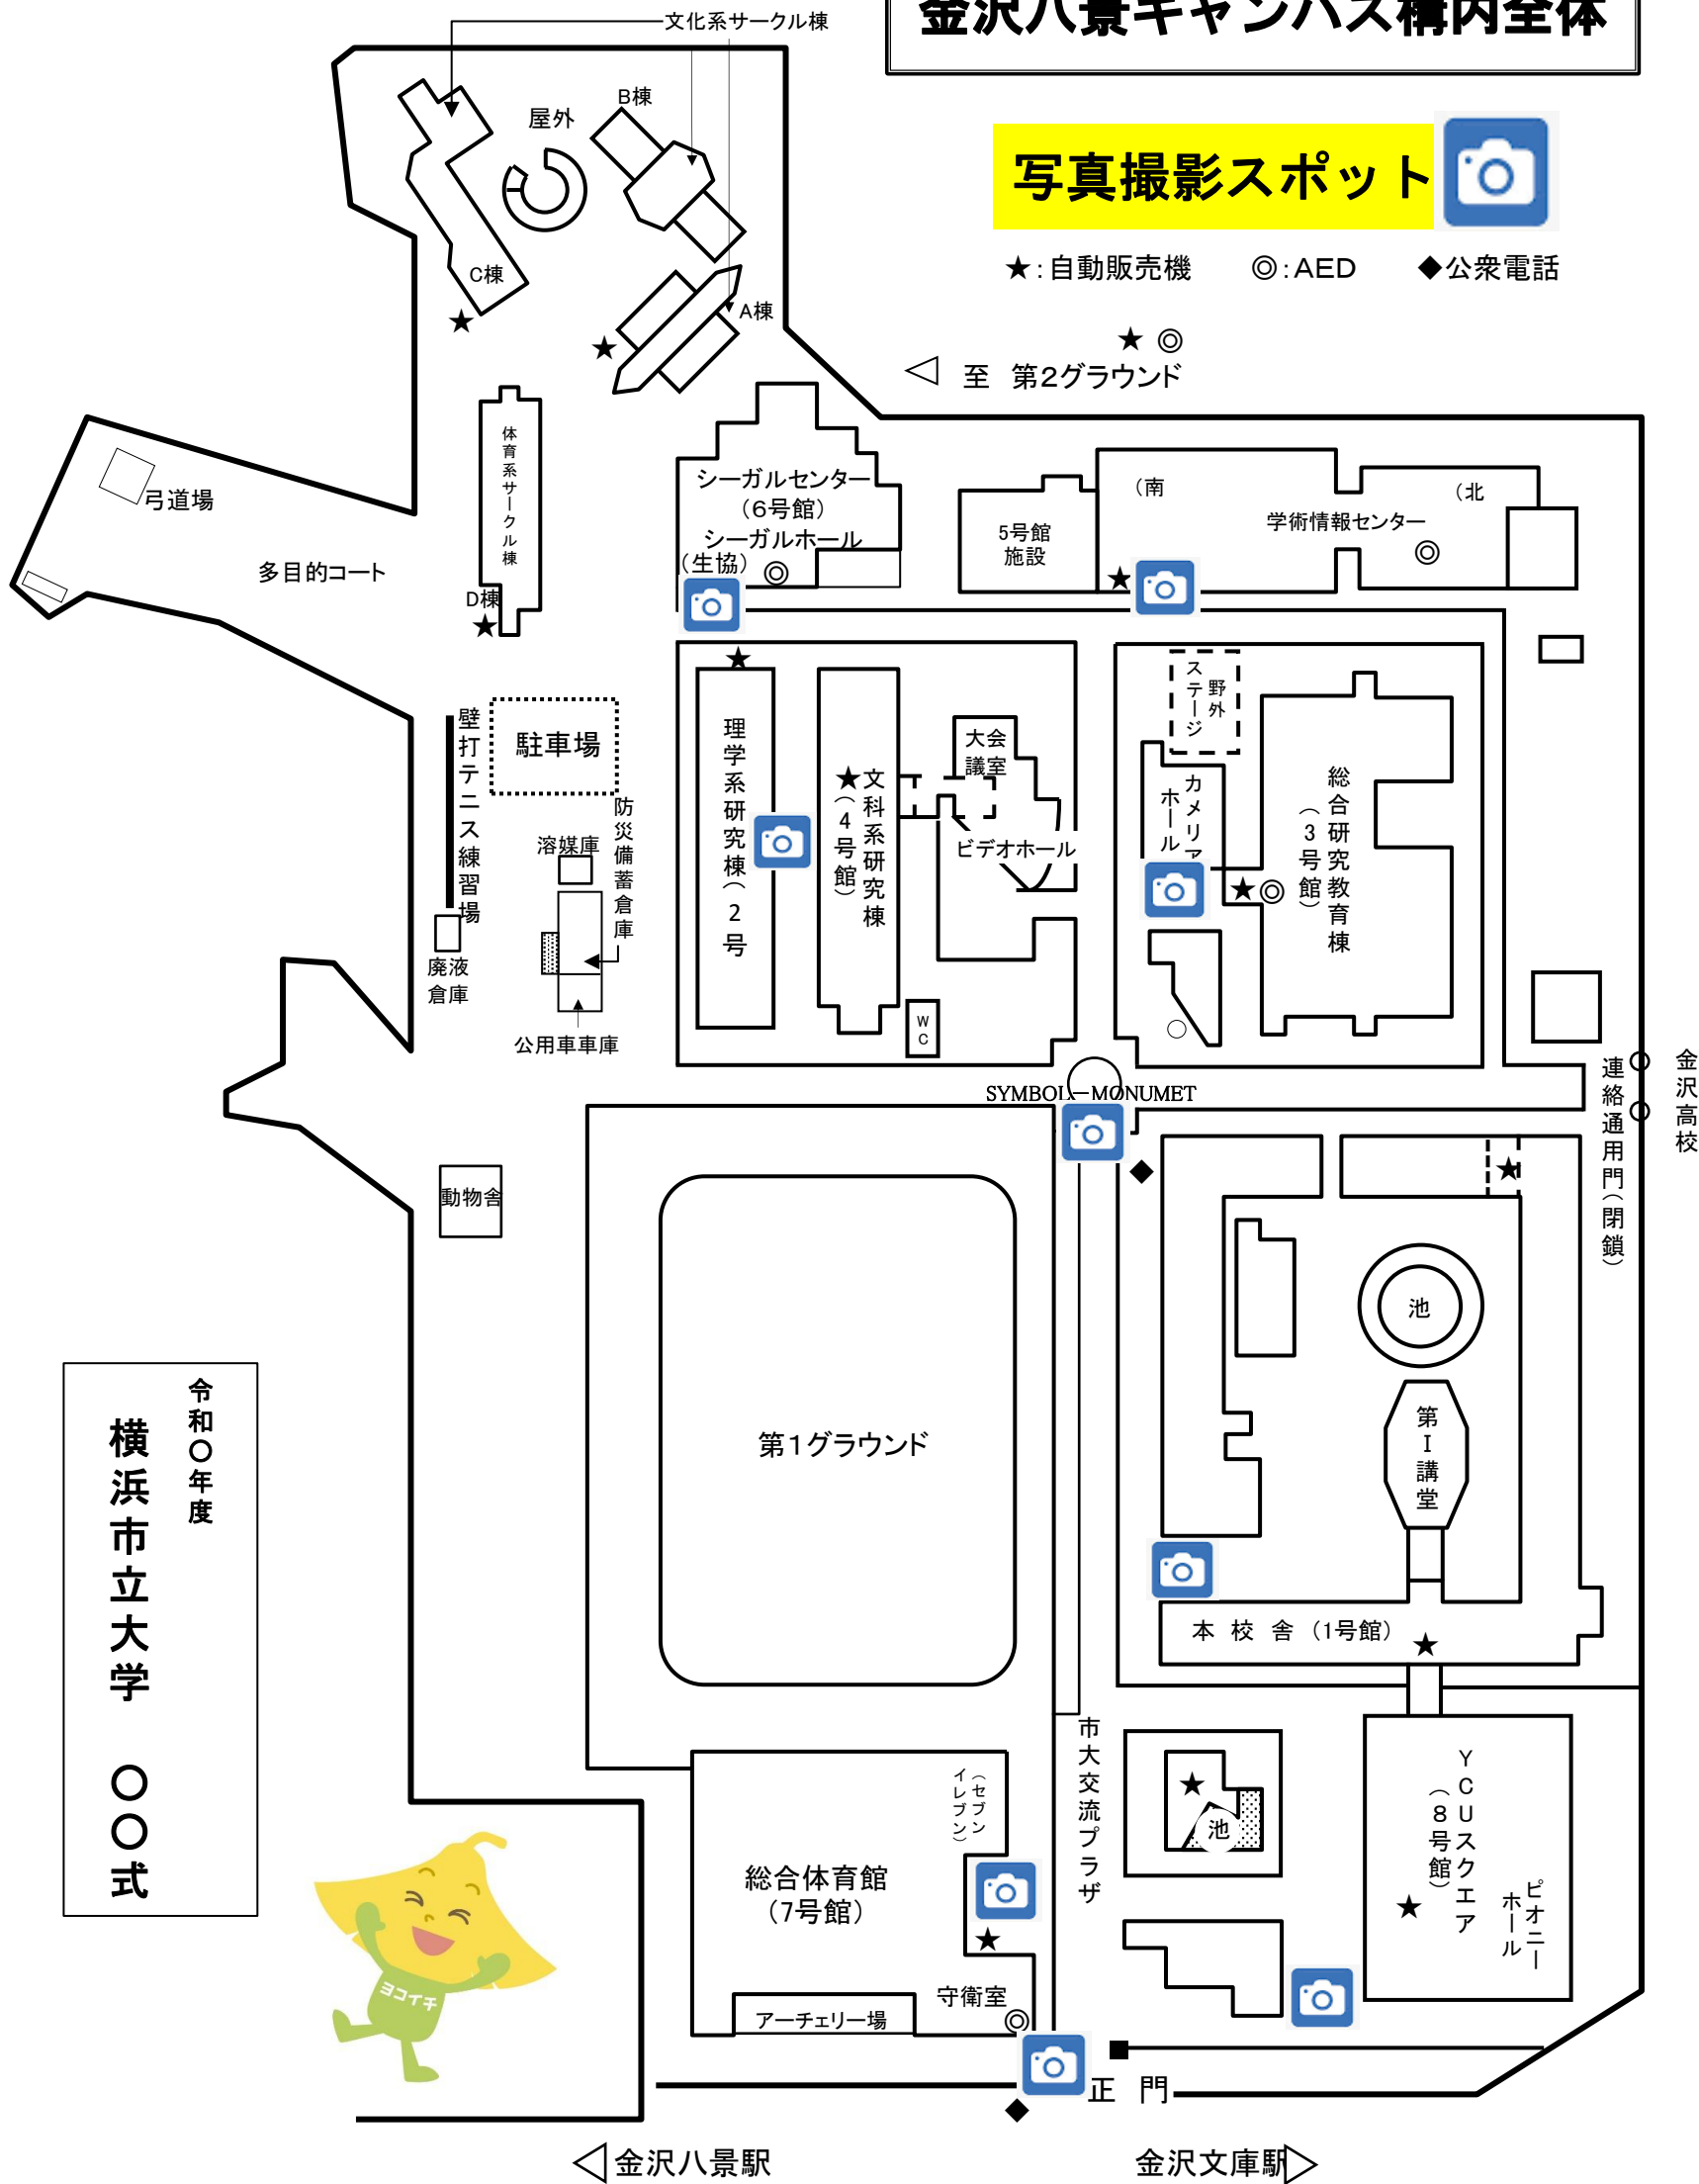 金沢八景キャンパス構内全体
文化系サークル棟
写真撮影スポット
★:自動販売機 ◎:AED ◆公衆電話
B棟
屋外
C棟
★
A棟
★
★ ◎
◁ 至 第2グラウンド
弓道場
多目的コート
体育系サークル棟
D棟
★
シーガルセンター
(6号館)
シーガルホール
(生協) ◎
5号館
施設
(南
(北
学術情報センター
★
◎
★
理学系研究棟(2号
文科系研究棟
★(4号館)
大会
議室
ビデオホール
WC
野外
ステージ
カメリア
ホール
総合研究教育棟
(3号館)
★◎
壁打テニス練習場
駐車場
防災備蓄倉庫
溶媒庫
廃液
倉庫
公用車車庫
SYMBOL-MONUMET
◆
連絡通用門(閉鎖)
金沢高校
動物舎
★
池
第I講堂
第1グラウンド
本校舎(1号館) ★
令和〇年度
横浜市立大学 〇〇式
市大交流プラザ
(セブン
イレブン)
総合体育館
(7号館)
★
守衛室
◎
アーチェリー場
★
池
YCUスクエア
(8号館)
★
ピオニー
ホール
ヨコイチ
■
正 門
◆
◁金沢八景駅
金沢文庫駅▷